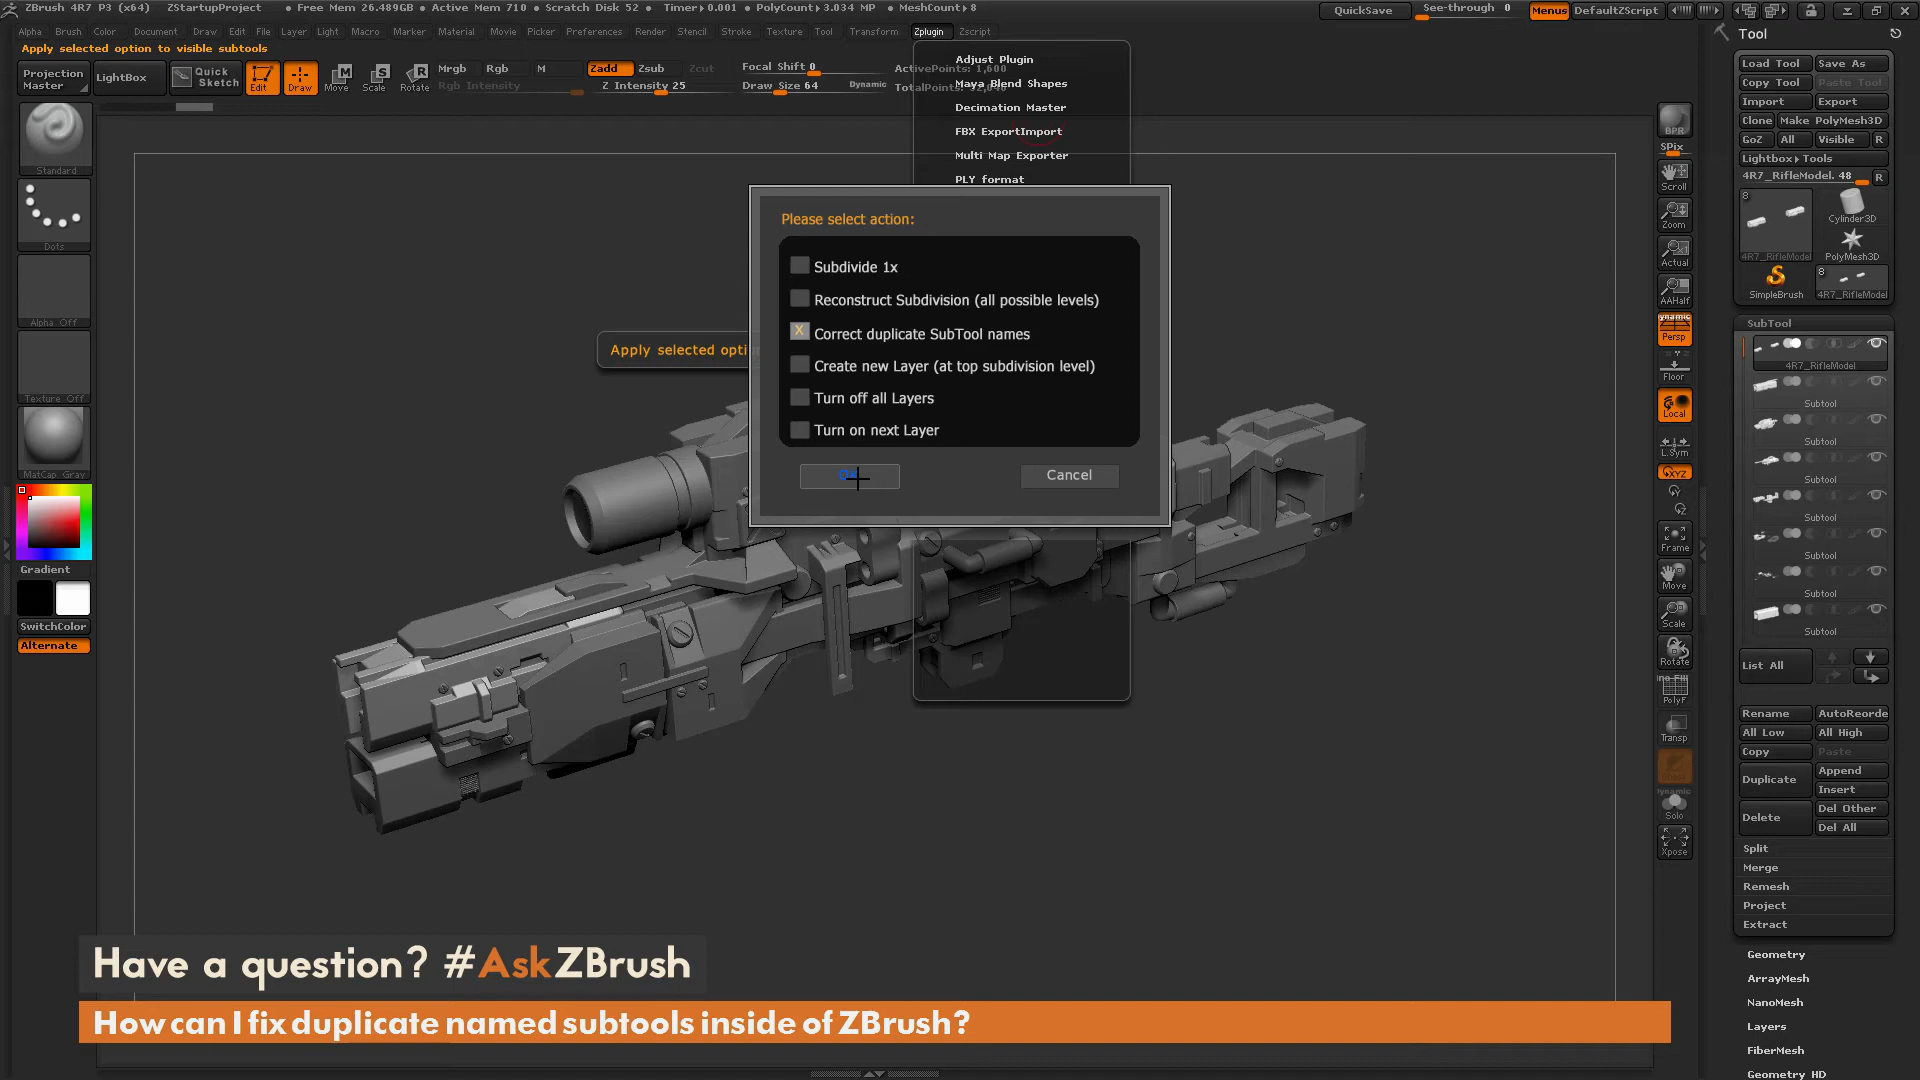 ZBrush 4R7 P3 (x64) ZStartupProject • Free Mem 26.489GB • Active Mem 710 • Scratch Disk 52 • Timer▸0.001 • PolyCount▸3.034 MP • MeshCount▸8 QuickSave See-through 0 Menus DefaultZScript
Alpha Brush Color Document Draw Edit File Layer Light Macro Marker Material Movie Picker Preferences Render Stencil Texture Tool Transform Zplugin Zscript
Apply selected option to visible subtools
Projection Master
LightBox
Quick Sketch
Edit
Draw
Move
Scale
Rotate
Mrgb Rgb M
Rgb Intensity
Zadd Zsub Zcut
Z Intensity 25
Focal Shift 0
Draw Size 64 Dynamic
ActivePoints: 1,600
Adjust Plugin
Maya Blend Shapes
Decimation Master
FBX ExportImport
Multi Map Exporter
PLY format
Please select action:
Subdivide 1x
Reconstruct Subdivision (all possible levels)
X Correct duplicate SubTool names
Create new Layer (at top subdivision level)
Turn off all Layers
Turn on next Layer
Cancel
Apply selected opti
Standard
Dots
Alpha Off
Texture Off
MatCap Gray
Gradient
SwitchColor
Alternate
BPR
SPix
Scroll
Zoom
Actual
AAHalf
Persp
Floor
Local
L.Sym
XYZ
Frame
Move
Scale
Rotate
PolyF
Transp
Dynamic
Solo
Xpose
Tool
Load Tool Save As
Copy Tool Paste Tool
Import Export
Clone Make PolyMesh3D
GoZ All Visible R
Lightbox▸Tools
4R7_RifleModel. 48 R
8
Cylinder3D
PolyMesh3D
4R7_RifleModel
SimpleBrush
8
4R7_RifleModel
SubTool
4R7_RifleModel
Subtool
Subtool
Subtool
Subtool
Subtool
Subtool
Subtool
List All
Rename AutoReorde
All Low All High
Copy Paste
Duplicate Append
Insert
Delete Del Other
Del All
Split
Merge
Remesh
Project
Extract
Geometry
ArrayMesh
NanoMesh
Layers
FiberMesh
Geometry HD
Have a question? #AskZBrush
How can I fix duplicate named subtools inside of ZBrush?